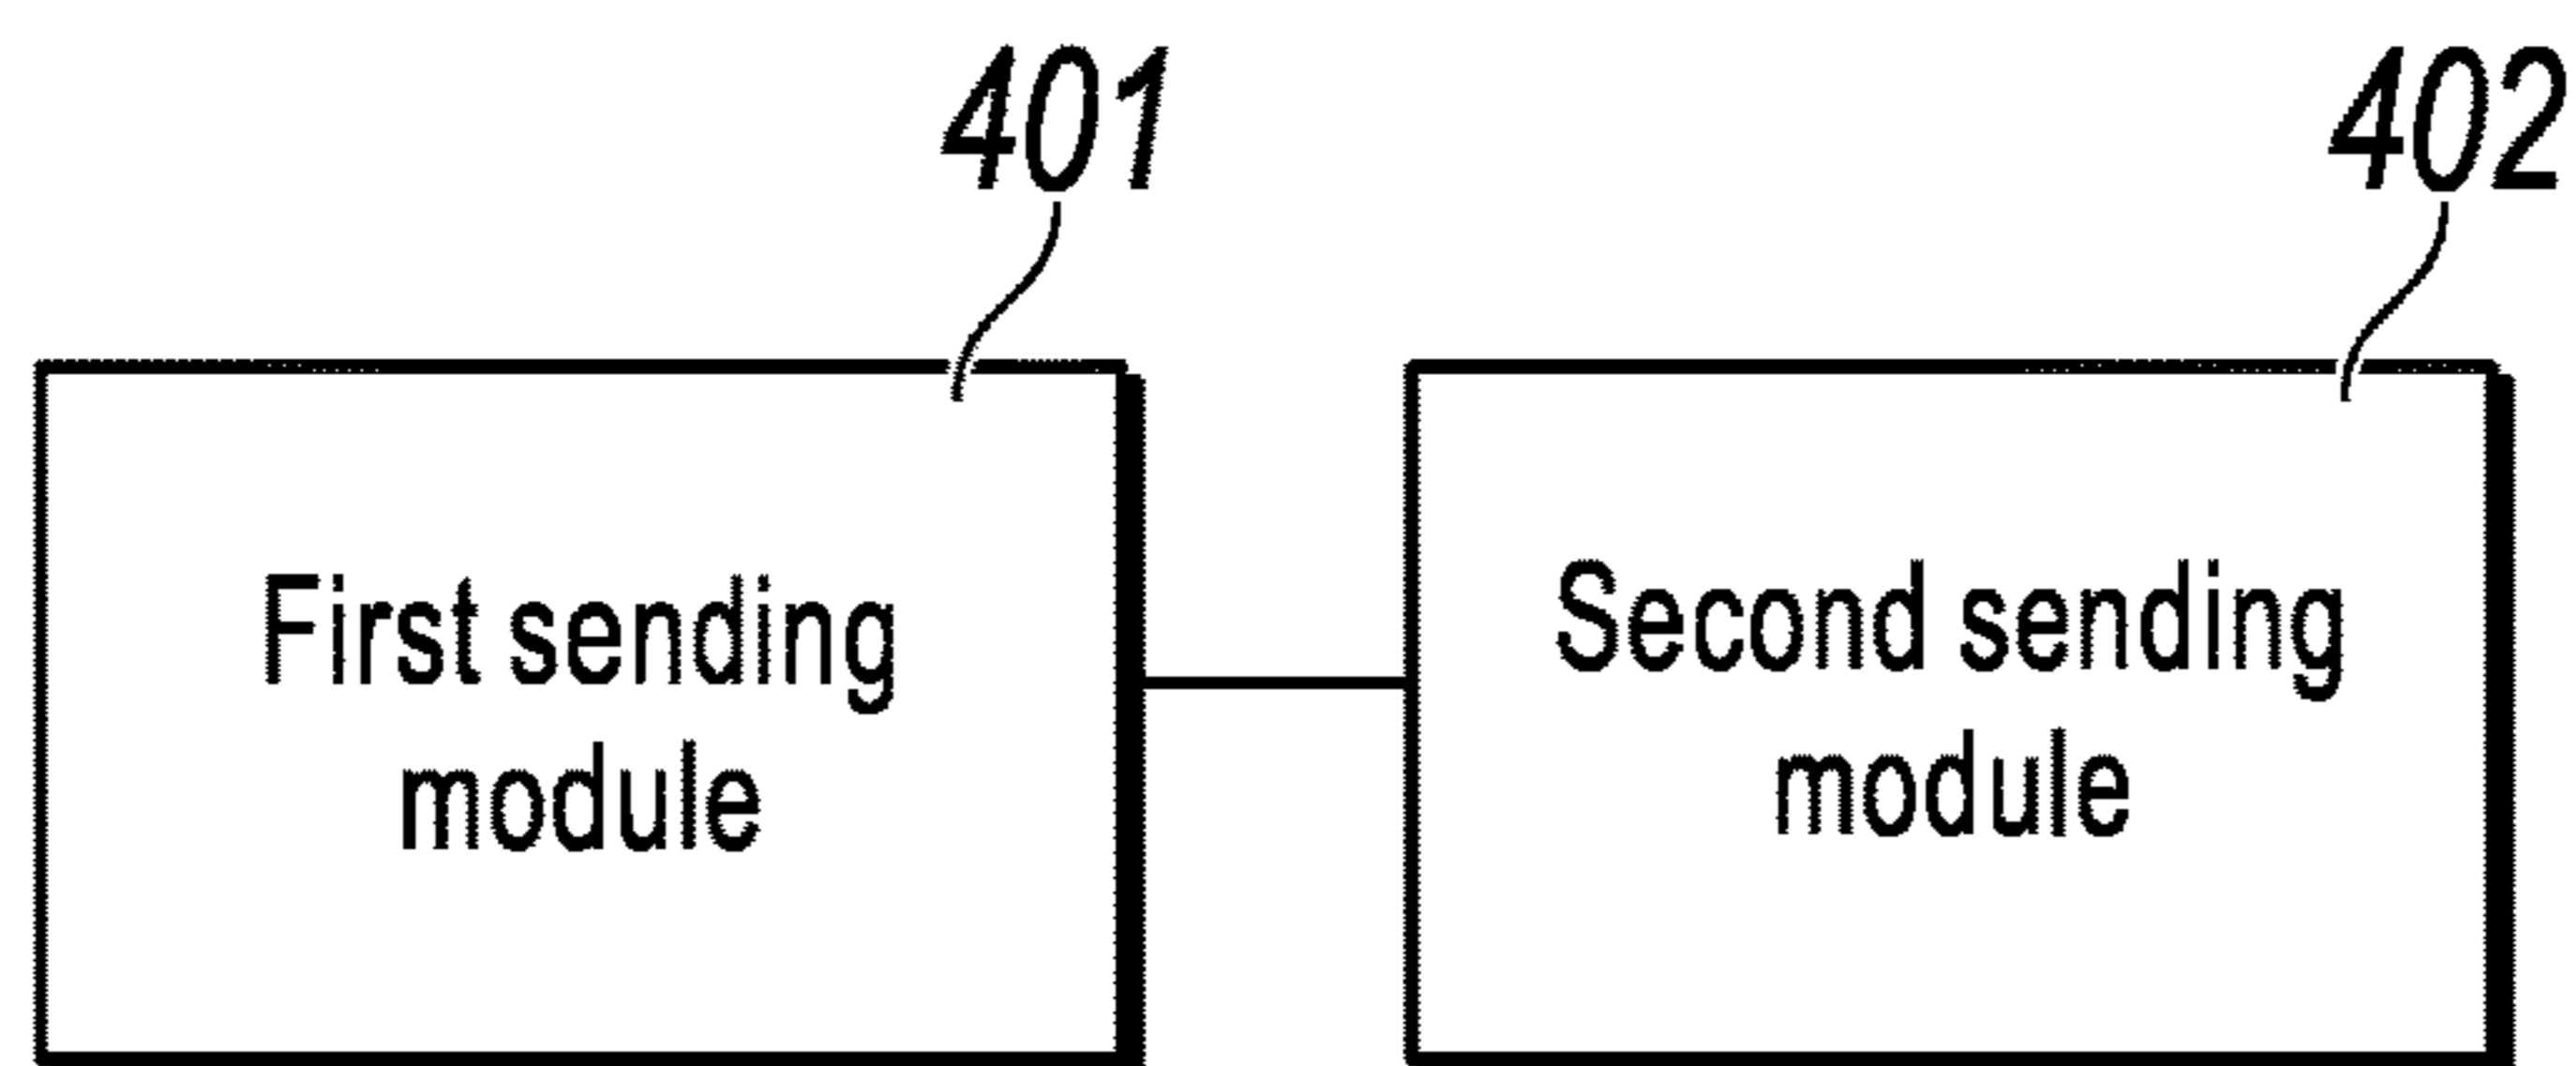 401
402
First sending
module
Second sending
module